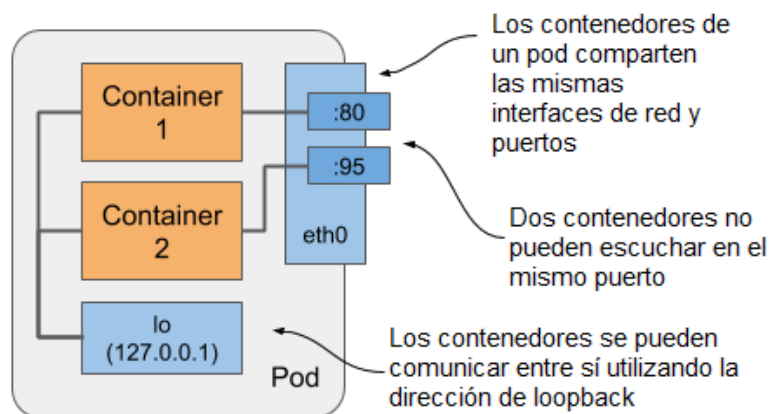 Los contenedores de
un pod comparten
las mismas
interfaces de red y
puertos
Container
1
:80
:95
Container
2
eth0
Dos contenedores no
pueden escuchar en el
mismo puerto
lo
(127.0.0.1)
Los contenedores se pueden
comunicar entre sí utilizando la
dirección de loopback
Pod